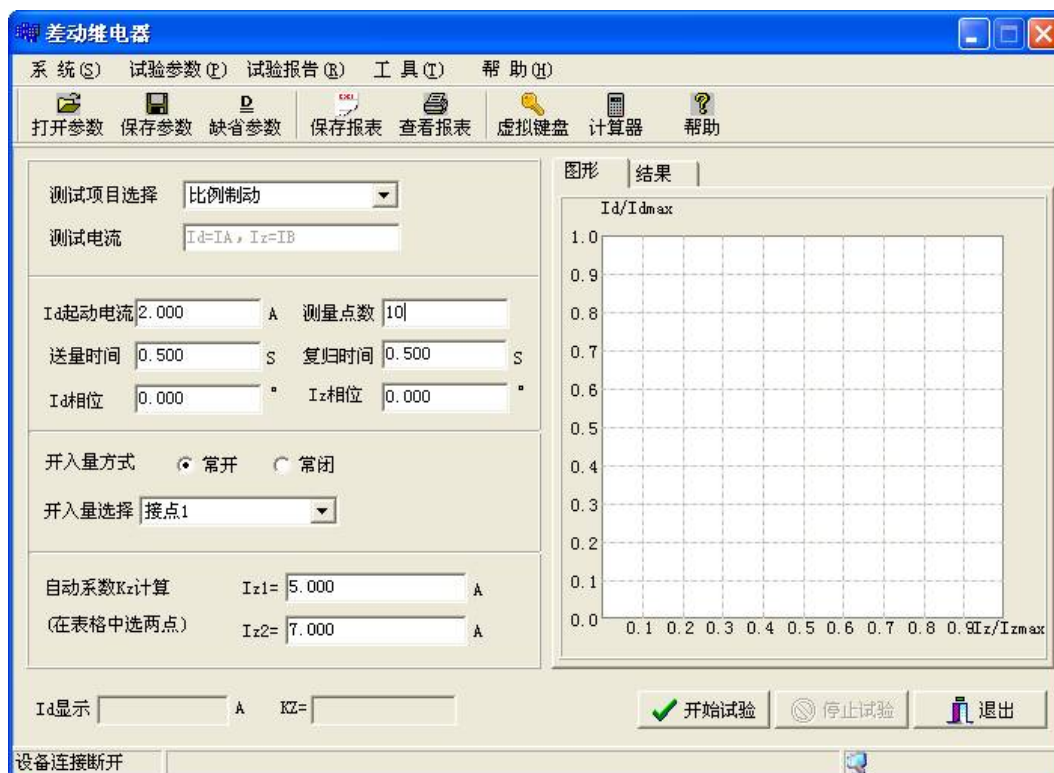 差动继电器
系 统(S) 试验参数(P) 试验报告(R) 工 具(T) 帮 助(H)
打开参数 保存参数 缺省参数 保存报表 查看报表 虚拟键盘 计算器 帮助
测试项目选择 比例制动
测试电流 Id=IA，Iz=IB
Id起动电流 2.000 A 测量点数 10
送量时间 0.500 S 复归时间 0.500 S
Id相位 0.000 ° Iz相位 0.000 °
开入量方式 常开 常闭
开入量选择 接点1
自动系数Kz计算 Iz1= 5.000 A
(在表格中选两点) Iz2= 7.000 A
Id显示 A KZ=
图形 结果
Id/Idmax
1.0
0.9
0.8
0.7
0.6
0.5
0.4
0.3
0.2
0.1
0.0
0.1 0.2 0.3 0.4 0.5 0.6 0.7 0.8 0.9Iz/Izmax
开始试验 停止试验 退出
设备连接断开